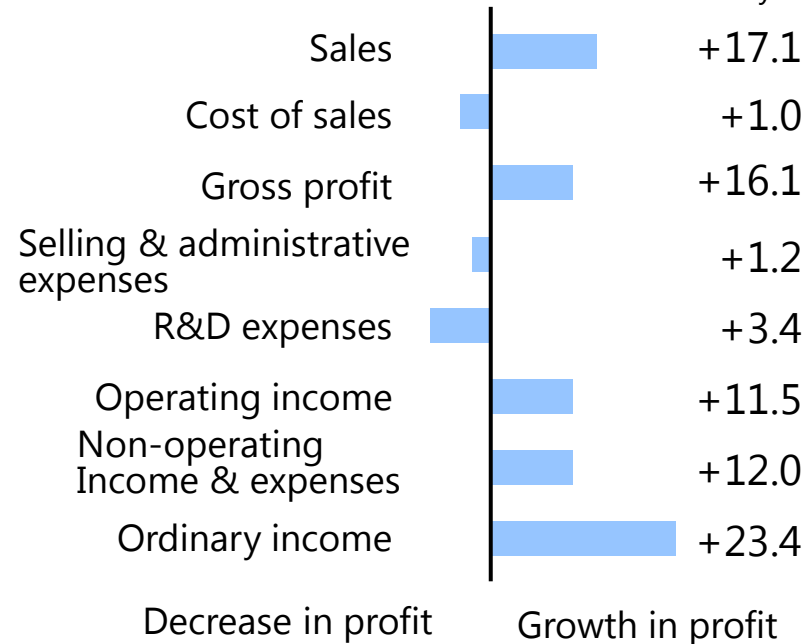 Sales +17.1
Cost of sales +1.0
Gross profit +16.1
Selling & administrative
expenses +1.2
R&D expenses +3.4
Operating income +11.5
Non-operating
Income & expenses +12.0
Ordinary income +23.4
Decrease in profit Growth in profit